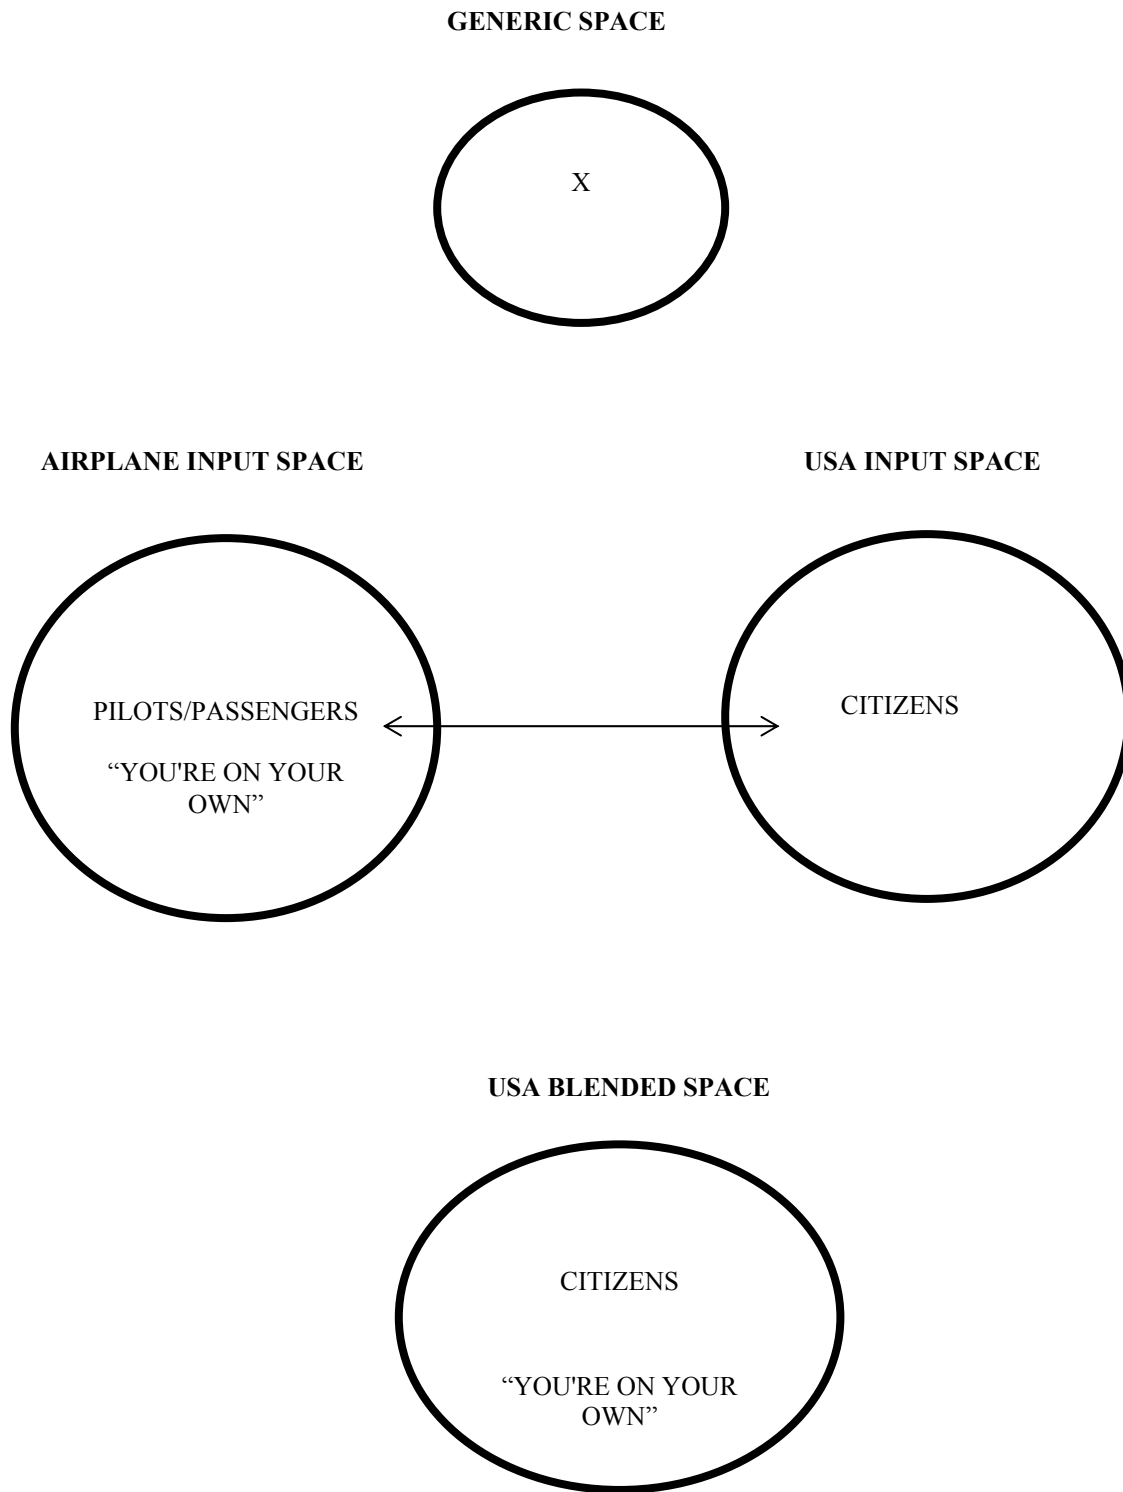 GENERIC SPACE
X
AIRPLANE INPUT SPACE
USA INPUT SPACE
PILOTS/PASSENGERS
“YOU'RE ON YOUR
OWN”
CITIZENS
USA BLENDED SPACE
CITIZENS
“YOU'RE ON YOUR
OWN”